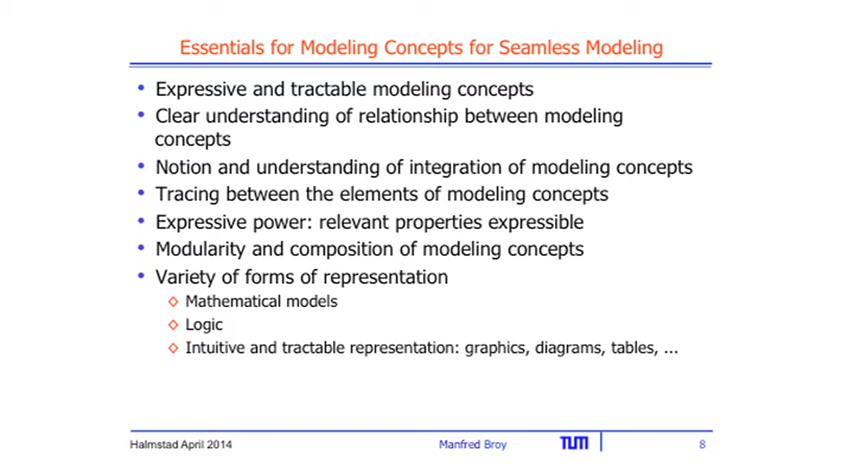 Essentials for Modeling Concepts for Seamless Modeling
• Expressive and tractable modeling concepts
• Clear understanding of relationship between modeling
concepts
• Notion and understanding of integration of modeling concepts
• Tracing between the elements of modeling concepts
• Expressive power: relevant properties expressible
• Modularity and composition of modeling concepts
• Variety of forms of representation
◇ Mathematical models
◇ Logic
◇ Intuitive and tractable representation: graphics, diagrams, tables, ...
Halmstad April 2014 Manfred Broy TUM 8